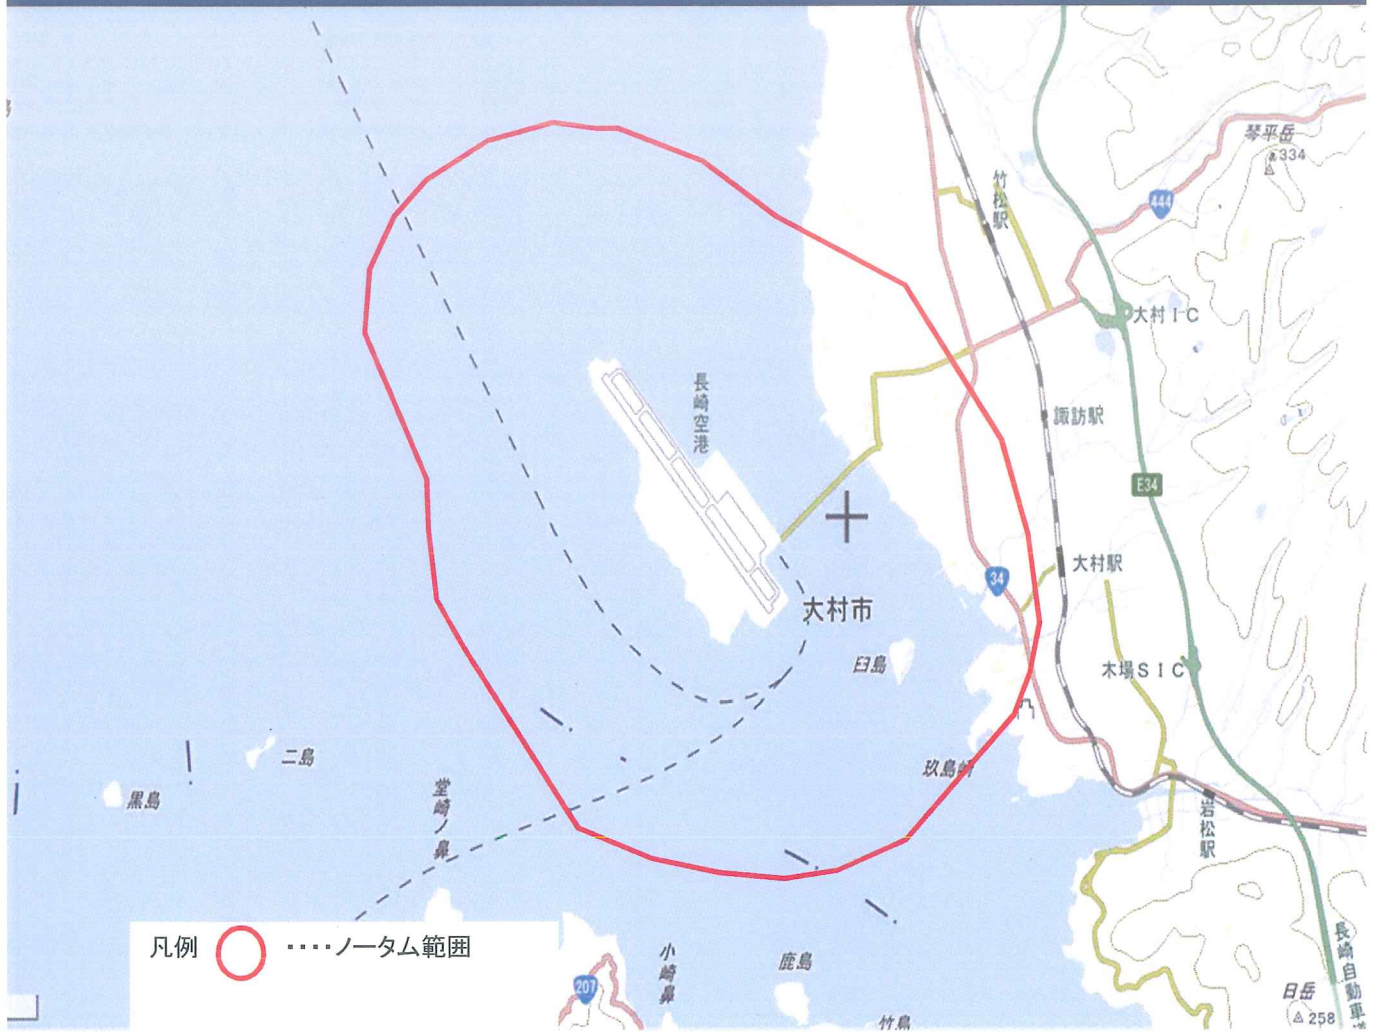 琴平岳
334
竹松駅
444
大村IC
長崎空港
諏訪駅
E34
大村駅
34
大村市
臼島
木場SIC
二島
玖島崎
黒島
堂崎ノ鼻
岩松駅
凡例
‥‥ノータム範囲
長崎自動車
小崎鼻
鹿島
207
日岳
258
竹島